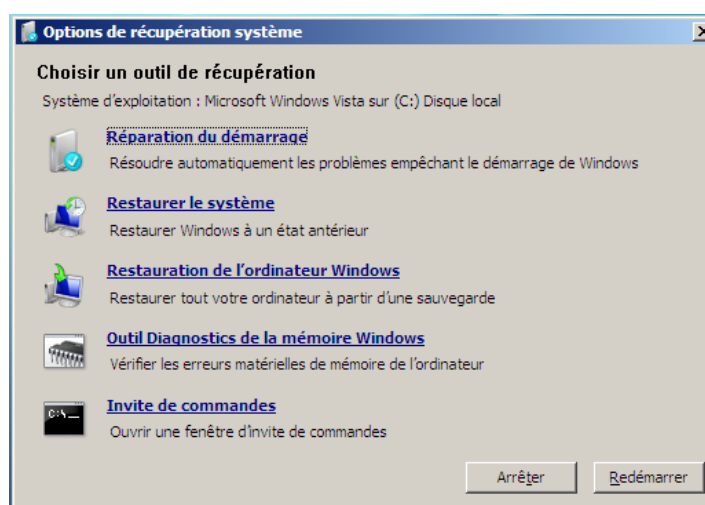 Options de récupération système
Choisir un outil de récupération
Système d'exploitation : Microsoft Windows Vista sur (C:) Disque local
Réparation du démarrage
Résoudre automatiquement les problèmes empêchant le démarrage de Windows
Restaurer le système
Restaurer Windows à un état antérieur
Restauration de l'ordinateur Windows
Restaurer tout votre ordinateur à partir d'une sauvegarde
Outil Diagnostics de la mémoire Windows
Vérifier les erreurs matérielles de mémoire de l'ordinateur
C:\_
Invite de commandes
Ouvrir une fenêtre d'invite de commandes
Arrêter
Redémarrer